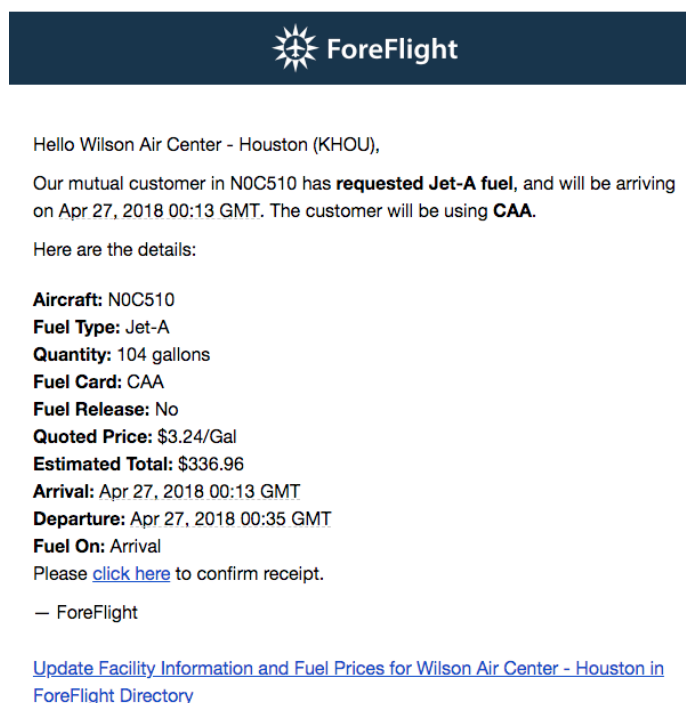 ForeFlight
Hello Wilson Air Center - Houston (KHOU),
Our mutual customer in N0C510 has requested Jet-A fuel, and will be arriving
on Apr 27, 2018 00:13 GMT. The customer will be using CAA.
Here are the details:
Aircraft: N0C510
Fuel Type: Jet-A
Quantity: 104 gallons
Fuel Card: CAA
Fuel Release: No
Quoted Price: $3.24/Gal
Estimated Total: $336.96
Arrival: Apr 27, 2018 00:13 GMT
Departure: Apr 27, 2018 00:35 GMT
Fuel On: Arrival
Please click here to confirm receipt.
— ForeFlight
Update Facility Information and Fuel Prices for Wilson Air Center - Houston in
ForeFlight Directory